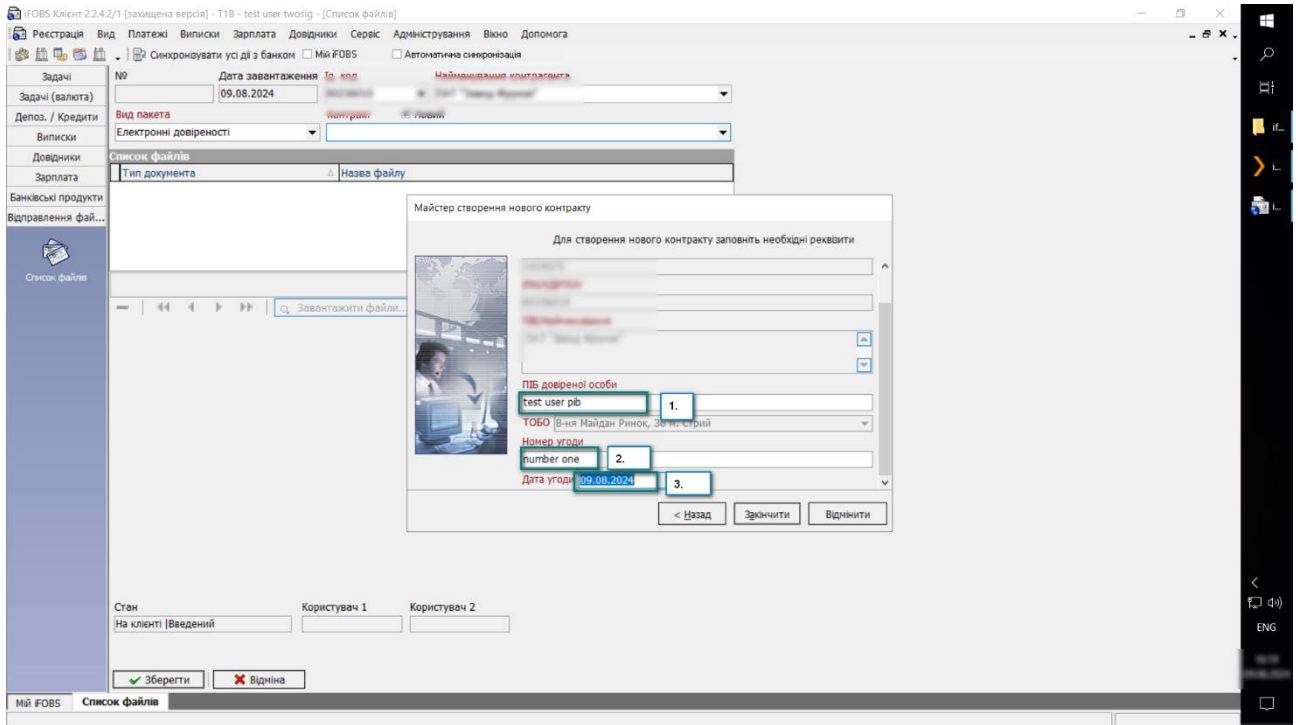 iFOBS Клієнт 2.2.4.2/1 [захищена версія] - T1B - test user twosig - [Список файлів]
Реєстрація Вид Платежі Виписки Зарплата Довідники Сервіс Адміністрування Вікно Допомога
Синхронізувати усі дії з банком Мій iFOBS Автоматична синхронізація
Задачі
Задачі (валюта)
Депоз. / Кредити
Виписки
Довідники
Зарплата
Банківські продукти
Відправлення фай...
Список файлів
№ Дата завантаження Ід. код Найменування контрагента
09.08.2024
Вид пакета Контракт Новий
Електронні довіреності
Список файлів
Тип документа Назва файлу
Завантажити файли...
Майстер створення нового контракту
Для створення нового контракту заповніть необхідні реквізити
ПІБ довіреної особи
test user pib
1.
ТОБО В-ня Майдан Ринок, 36 м. Стрий
Номер угоди
number one
2.
Дата угоди 09.08.2024
3.
< Назад Закінчити Відмінити
Стан Користувач 1 Користувач 2
На клієнті |Введений
Зберегти Відміна
Мій iFOBS Список файлів
if...
i...
i...
ENG